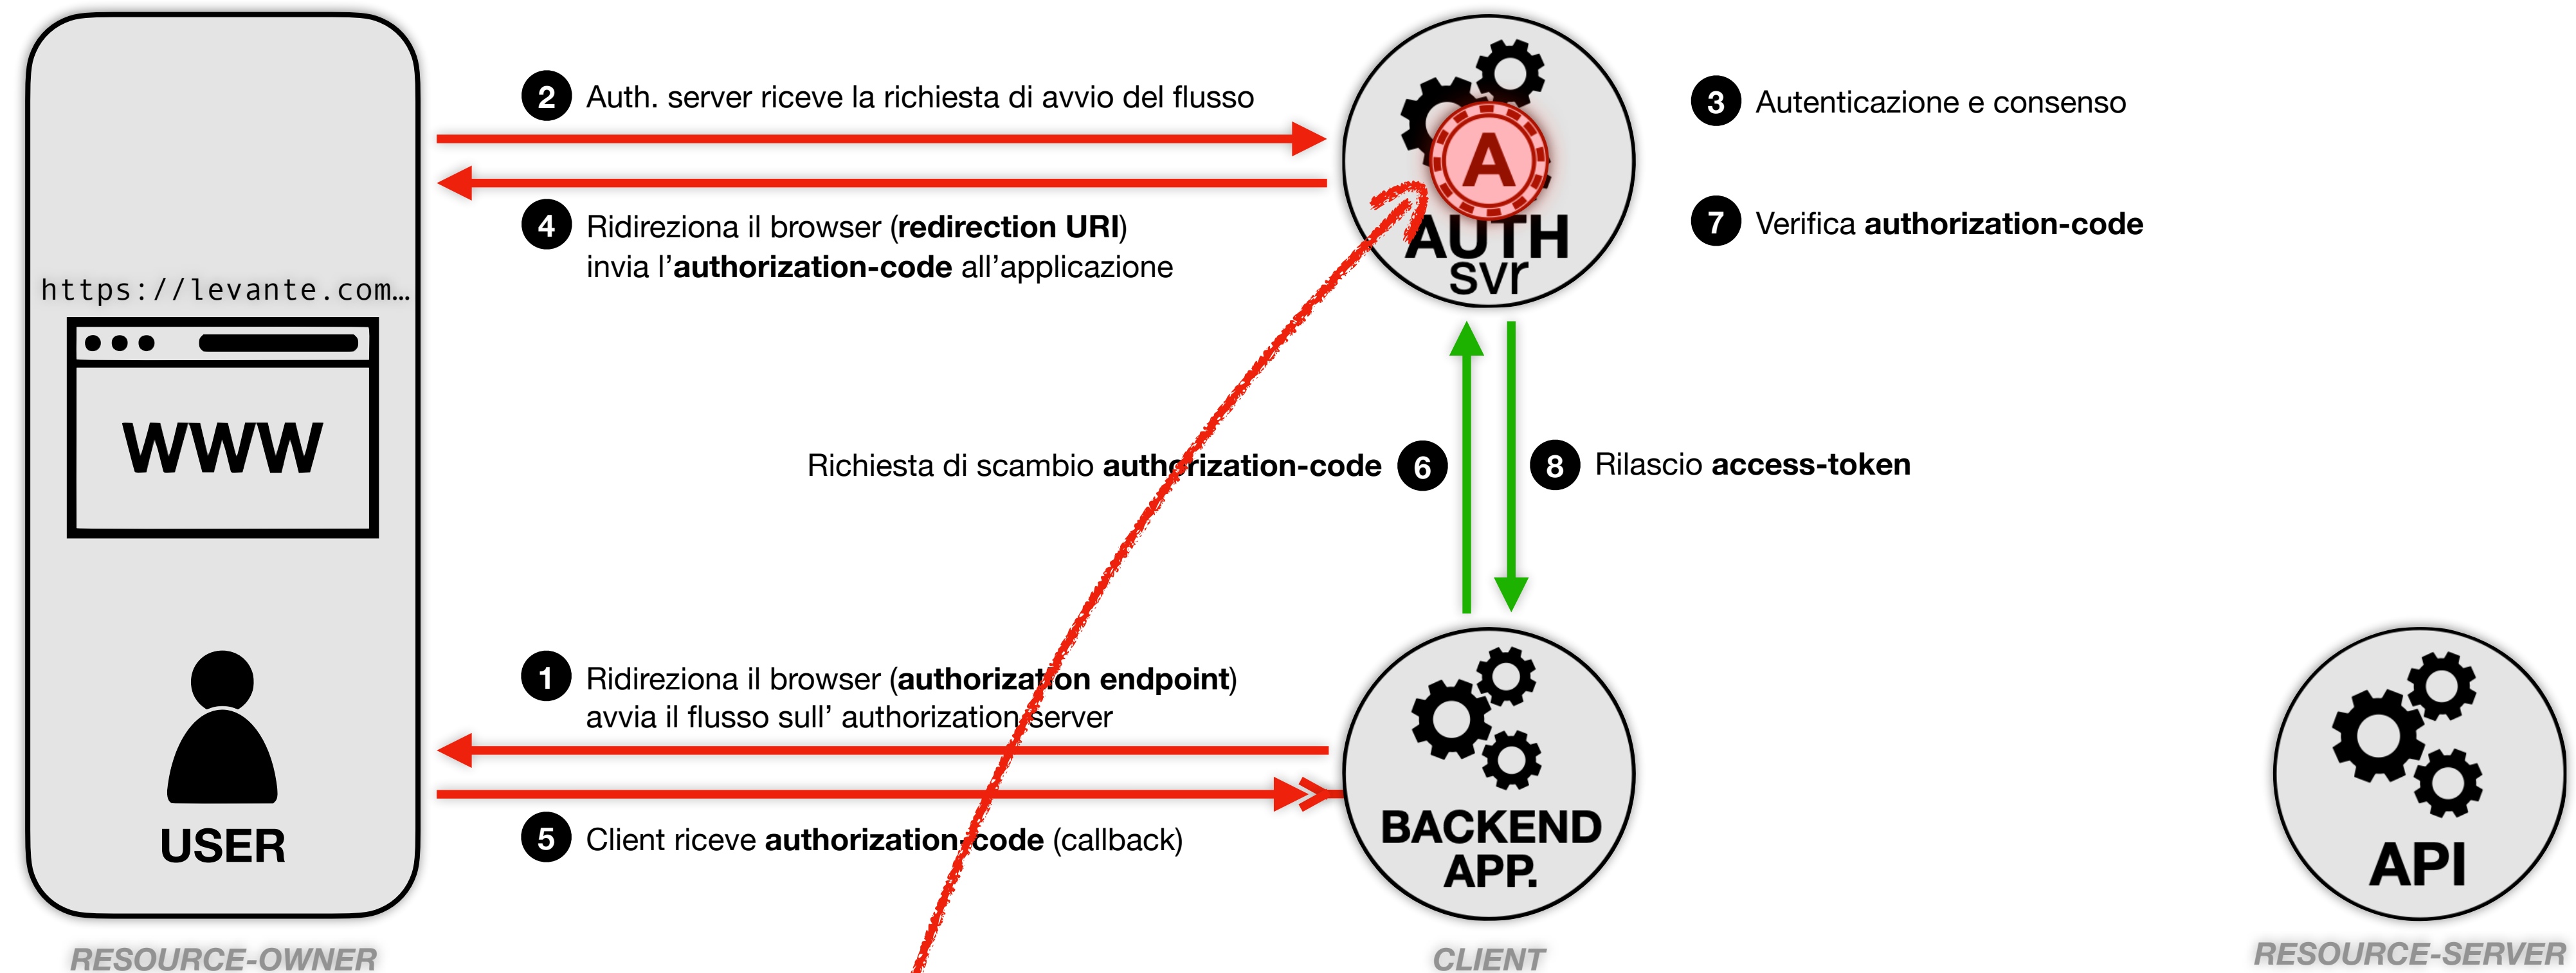 2 Auth. server riceve la richiesta di avvio del flusso
3 Autenticazione e consenso
A
4 Ridireziona il browser (redirection URI)
invia l’authorization-code all’applicazione
7 Verifica authorization-code
AUTH
svr
https://levante.com…
WWW
Richiesta di scambio authorization-code 6
8 Rilascio access-token
1 Ridireziona il browser (authorization endpoint)
avvia il flusso sull’ authorization server
5 Client riceve authorization-code (callback)
USER
BACKEND
APP.
API
RESOURCE-OWNER
CLIENT
RESOURCE-SERVER